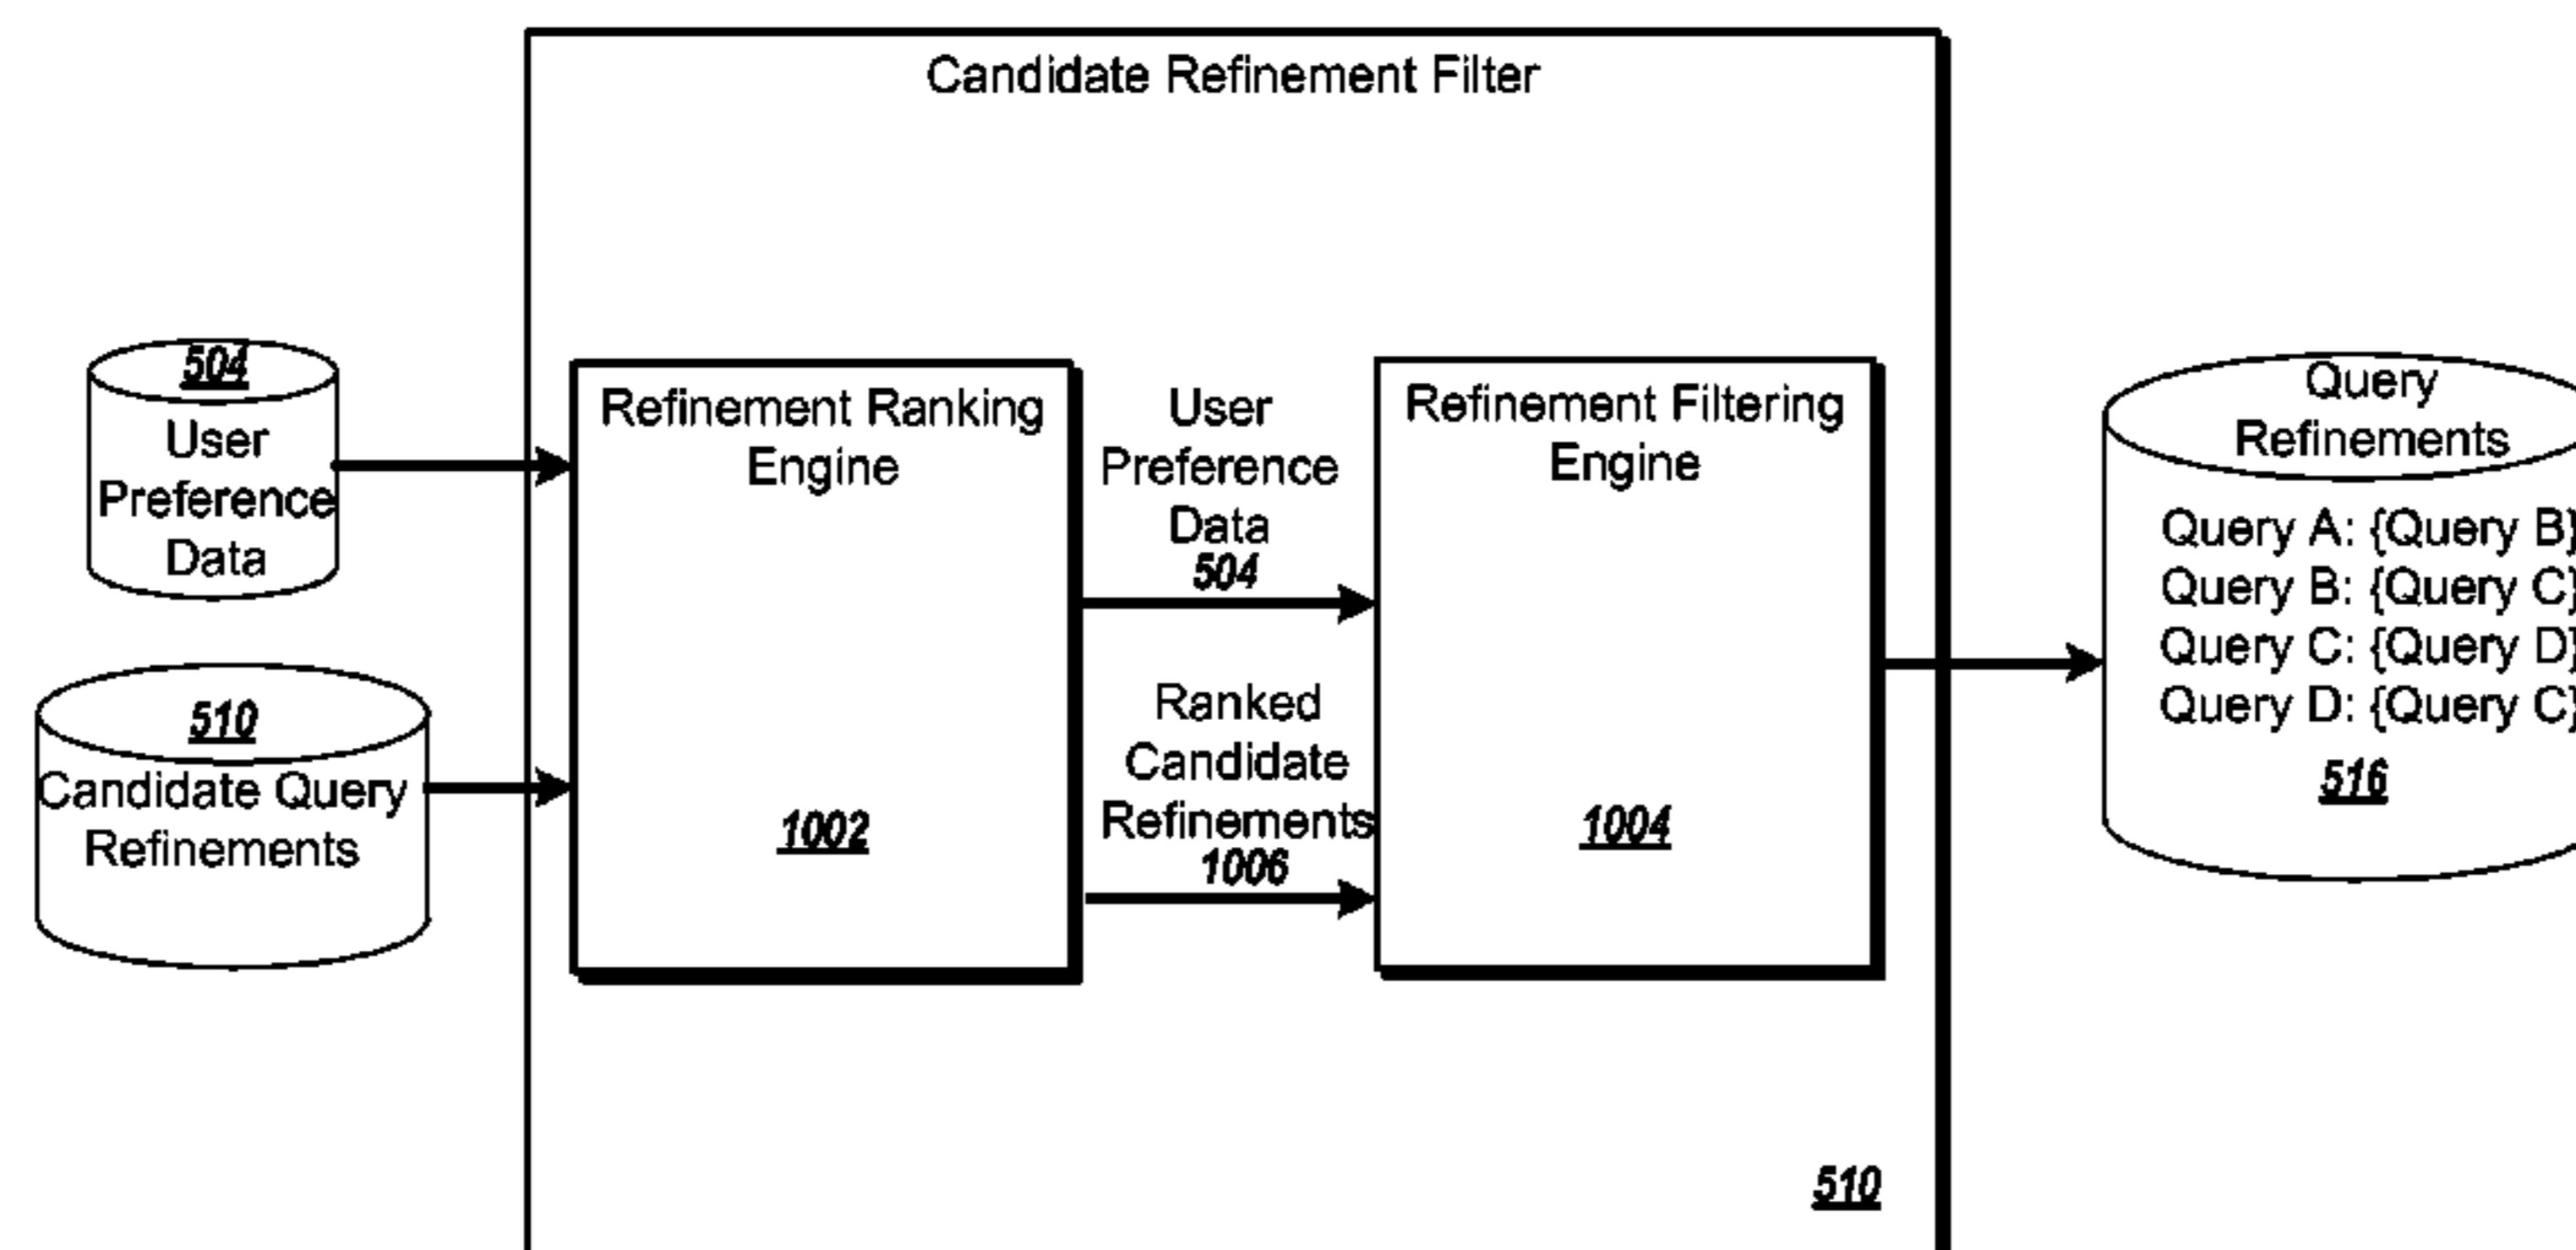 Candidate Refinement Filter
504
User
Preference
Data
510
Candidate Query
Refinements
Refinement Ranking
Engine
1002
User
Preference
Data
504
Ranked
Candidate
Refinements
1006
Refinement Filtering
Engine
1004
510
Query
Refinements
Query A: {Query B}
Query B: {Query C}
Query C: {Query D}
Query D: {Query C}
516